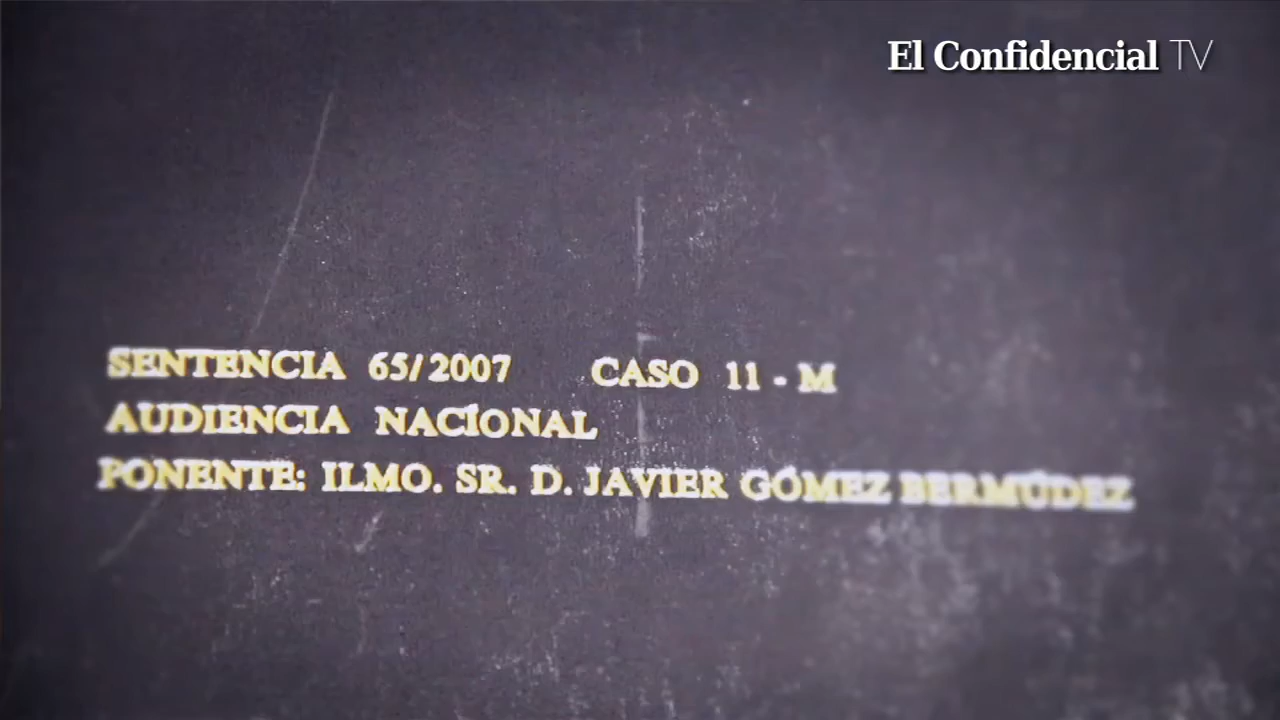 El Confidencial TV
SENTENCIA 65/2007 CASO 11 - M
AUDIENCIA NACIONAL
PONENTE: ILMO. SR. D. JAVIER GÓMEZ BERMÚDEZ